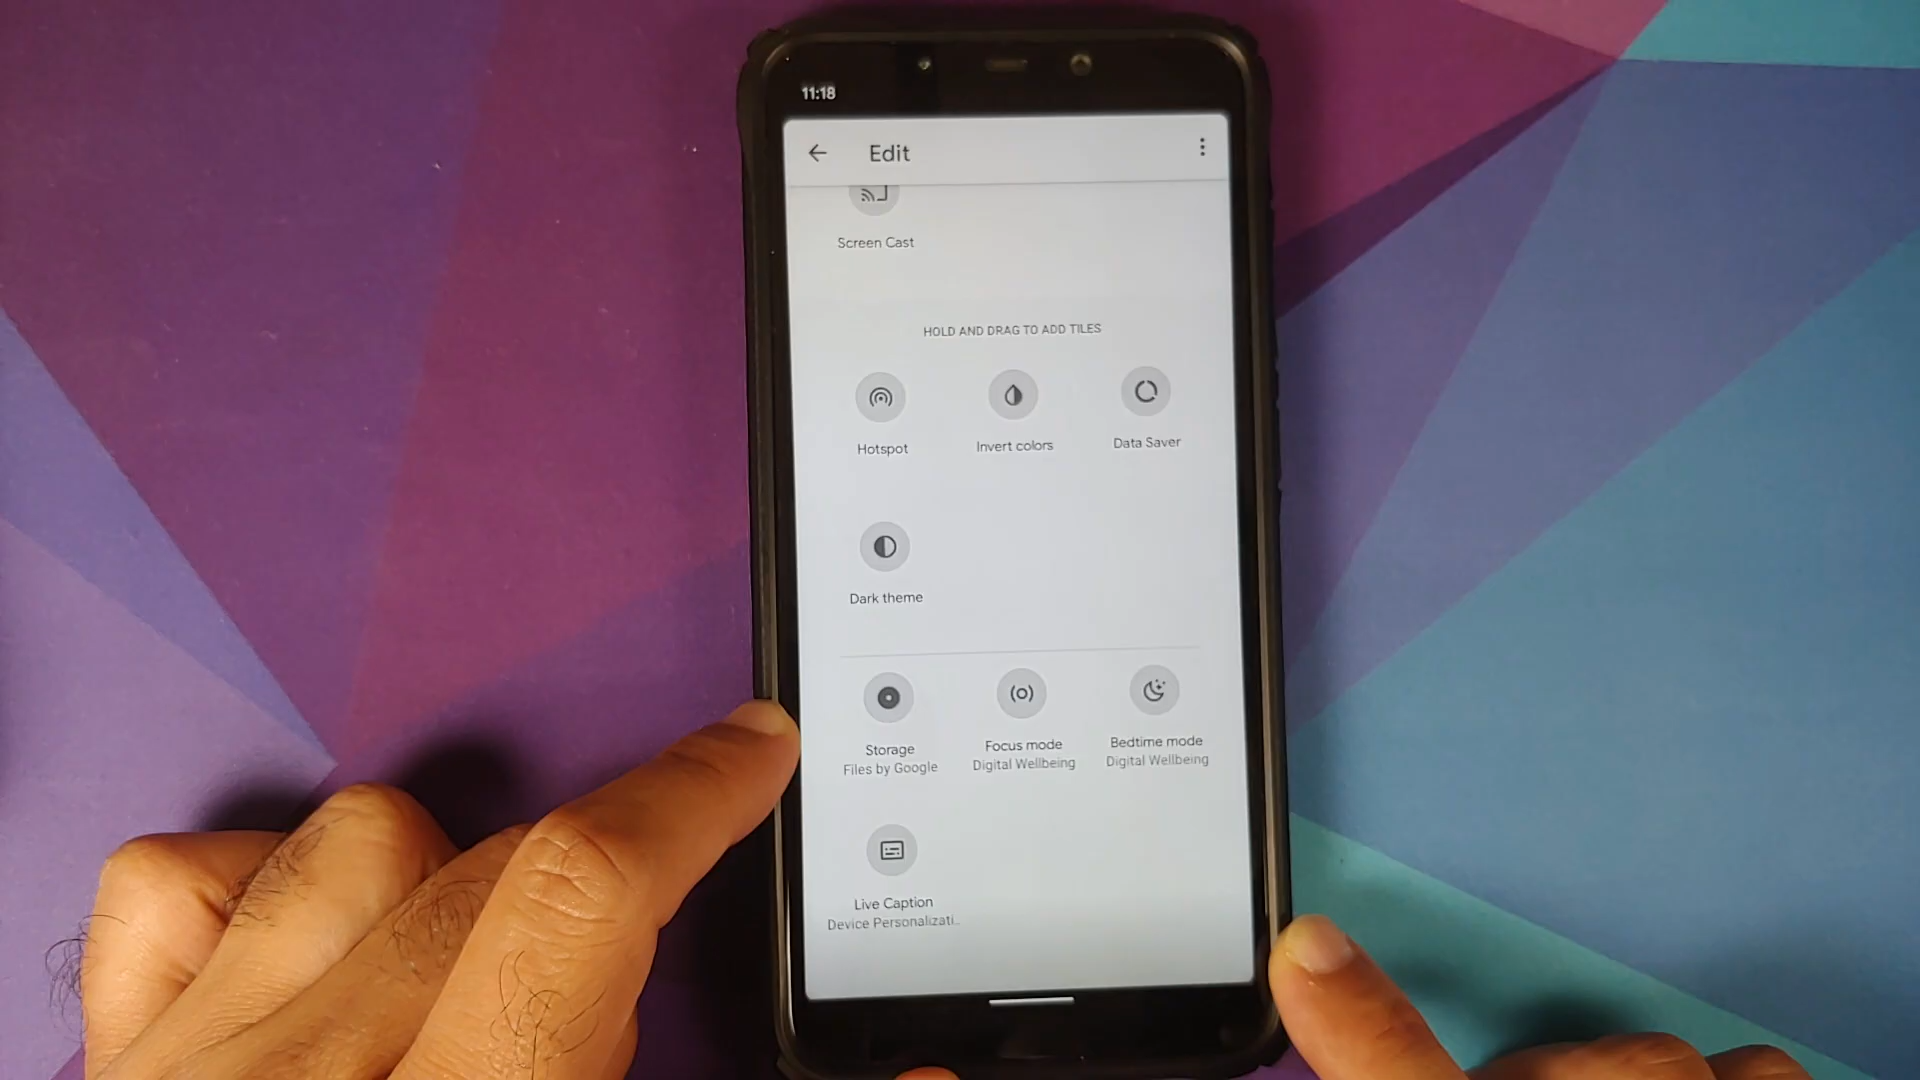 11:18
Edit
Screen Cast
HOLD AND DRAG TO ADD TILES
Hotspot
Invert colors
Data Saver
Dark theme
Storage
Files by Google
Focus mode
Digital Wellbeing
Bedtime mode
Digital Wellbeing
Live Caption
Device Personalizati..